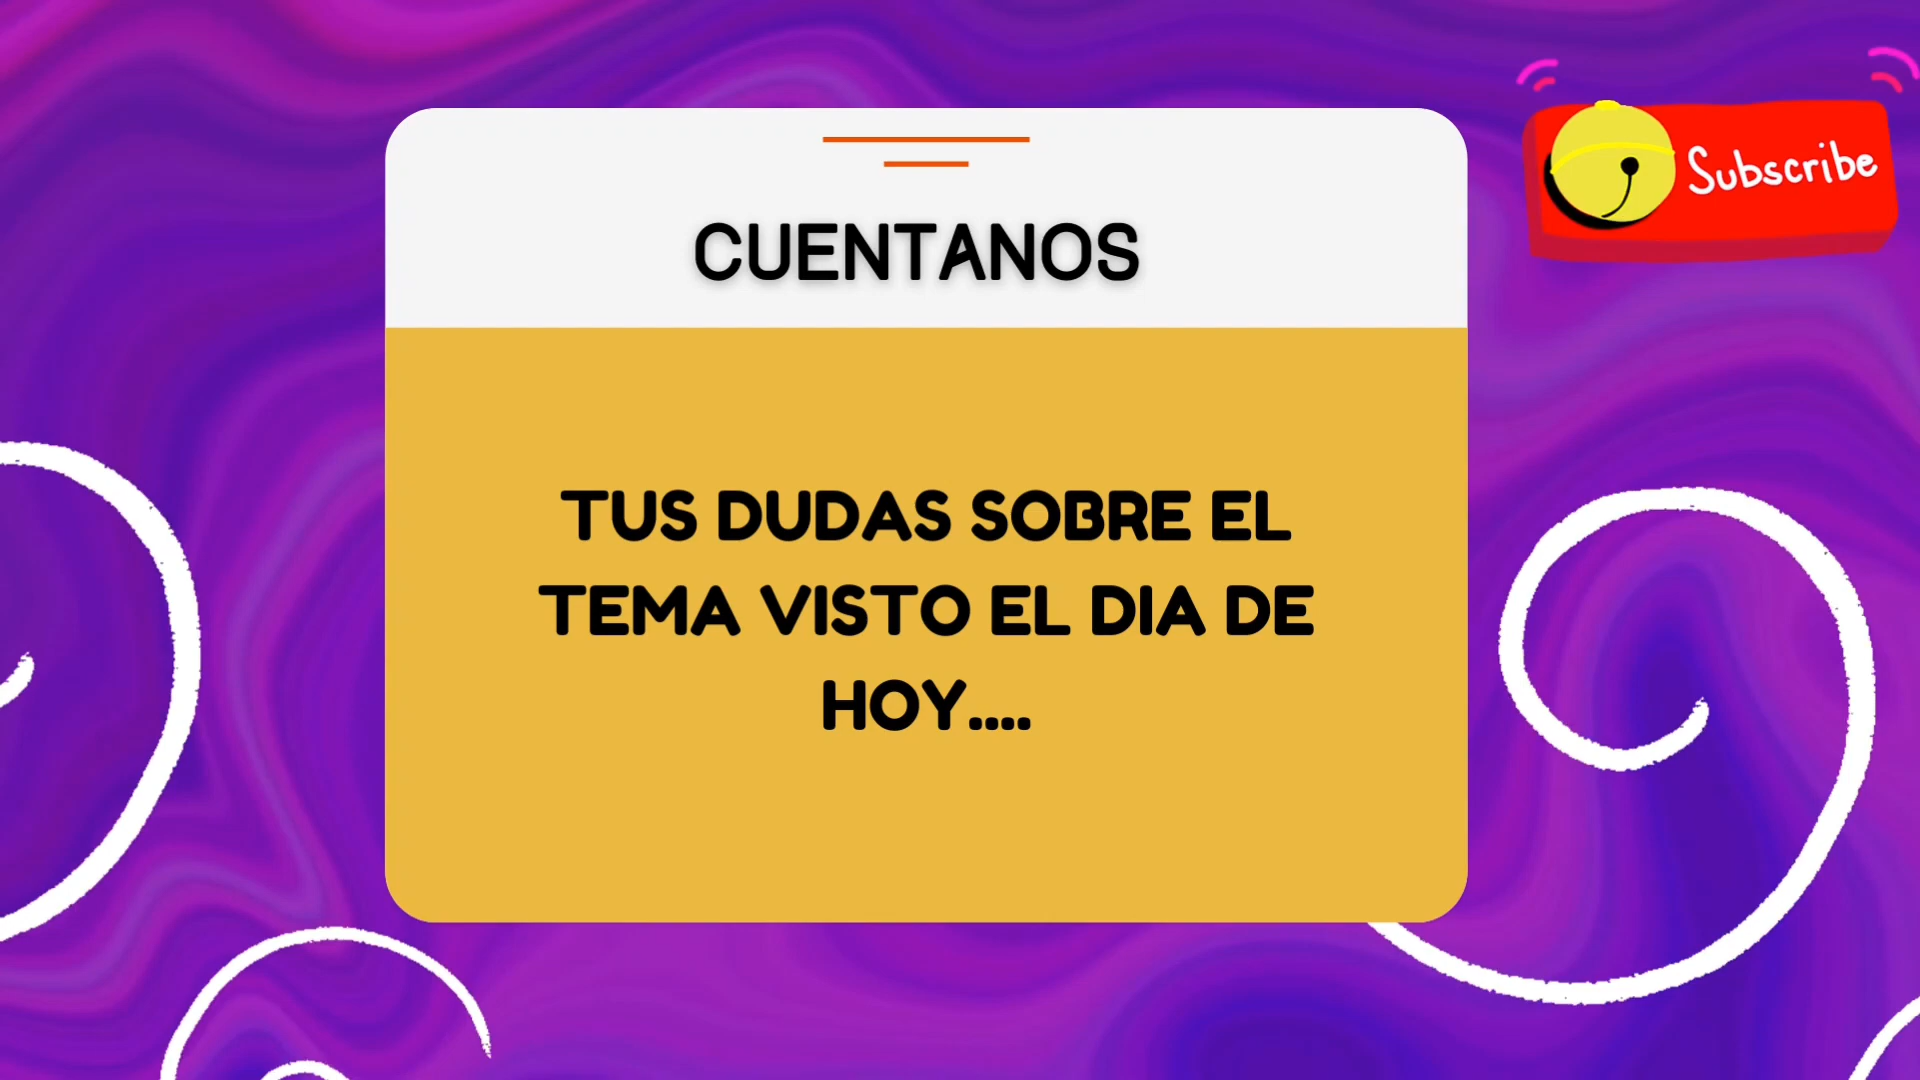 Subscribe
CUENTANOS
TUS DUDAS SOBRE EL
TEMA VISTO EL DIA DE
HOY....